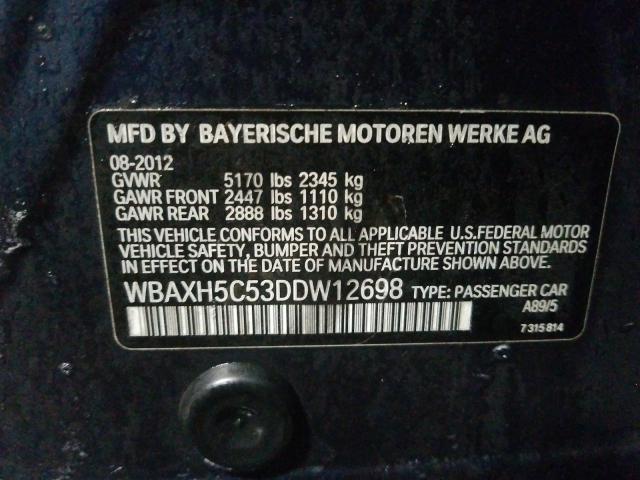 MFD BY BAYERISCHE MOTOREN WERKE AG
08-2012
GVWR 5170 lbs 2345 kg
GAWR FRONT 2447 lbs 1110 kg
GAWR REAR 2888 lbs 1310 kg
THIS VEHICLE CONFORMS TO ALL APPLICABLE U.S.FEDERAL MOTOR
VEHICLE SAFETY, BUMPER AND THEFT PREVENTION STANDARDS
IN EFFECT ON THE DATE OF MANUFACTURE SHOWN ABOVE.
WBAXH5C53DDW12698 TYPE: PASSENGER CAR
A89/5
7315814